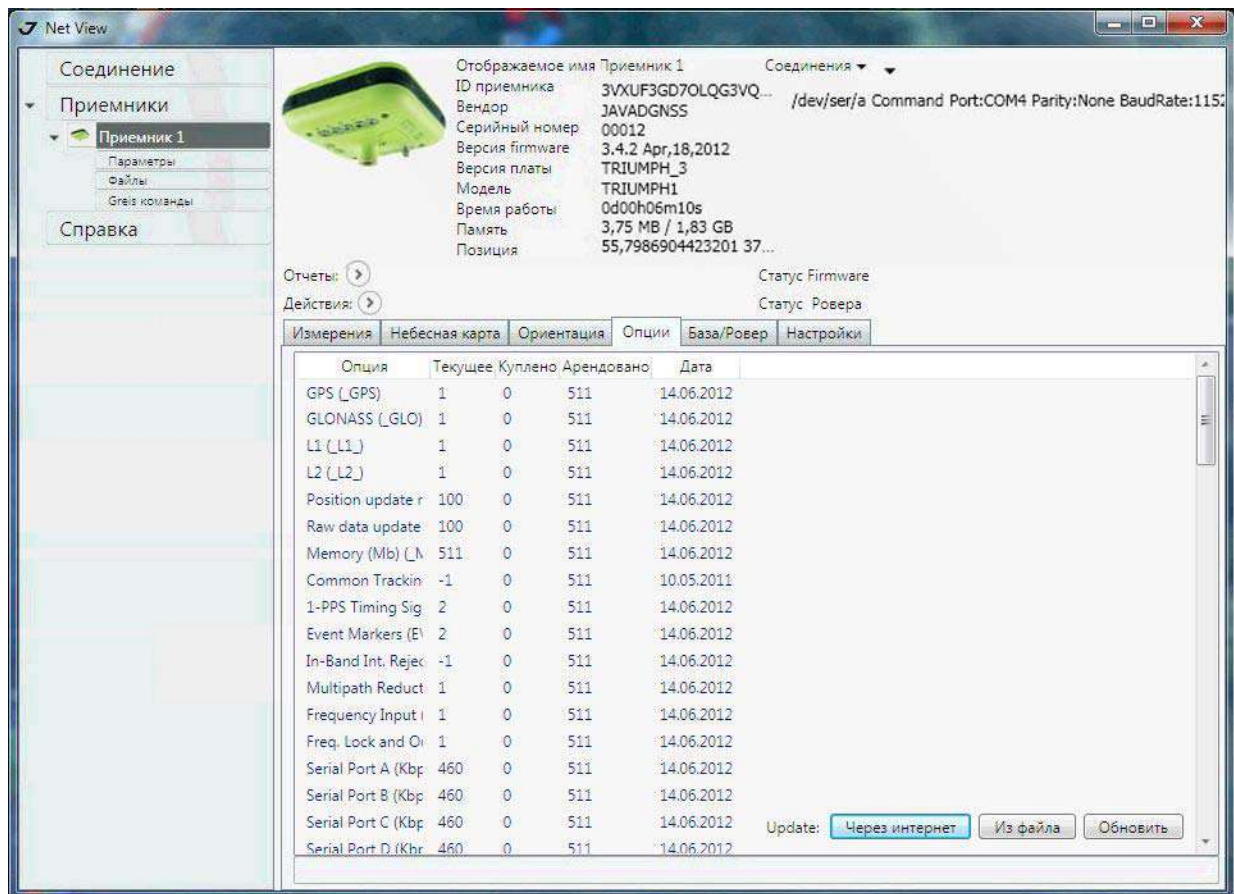 Net View
Соединение
Приемники
Приемник 1
Параметры
Файлы
Greis команды
Справка
Отображаемое имя Приемник 1
ID приемника 3VXUF3GD7OLQG3VQ...
Вендор JAVADGNSS
Серийный номер 00012
Версия firmware 3.4.2 Apr,18,2012
Версия платы TRIUMPH_3
Модель TRIUMPH1
Время работы 0d00h06m10s
Память 3,75 MB / 1,83 GB
Позиция 55,7986904423201 37...
Соединения
/dev/ser/a Command Port:COM4 Parity:None BaudRate:1152
Отчеты:
Действия:
Статус Firmware
Статус Ровера
Измерения Небесная карта Ориентация Опции База/Ровер Настройки
Опция Текущее Куплено Арендовано Дата
GPS (_GPS) 1 0 511 14.06.2012
GLONASS (_GLO) 1 0 511 14.06.2012
L1 (_L1_) 1 0 511 14.06.2012
L2 (_L2_) 1 0 511 14.06.2012
Position update r 100 0 511 14.06.2012
Raw data update 100 0 511 14.06.2012
Memory (Mb) (_M 511 0 511 14.06.2012
Common Trackin -1 0 511 10.05.2011
1-PPS Timing Sig 2 0 511 14.06.2012
Event Markers (EV 2 0 511 14.06.2012
In-Band Int. Rejec -1 0 511 14.06.2012
Multipath Reduct 1 0 511 14.06.2012
Frequency Input ( 1 0 511 14.06.2012
Freq. Lock and Ou 1 0 511 14.06.2012
Serial Port A (Kbp 460 0 511 14.06.2012
Serial Port B (Kbp 460 0 511 14.06.2012
Serial Port C (Kbp 460 0 511 14.06.2012
Serial Port D (Kbp 460 0 511 14.06.2012
Update: Через интернет Из файла Обновить